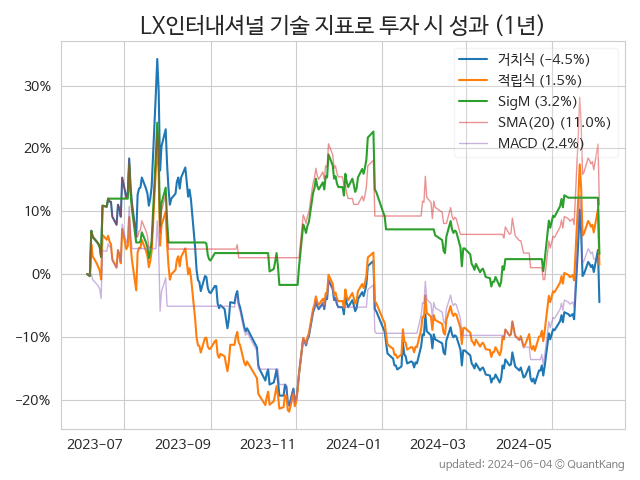 LX인터내셔널 기술 지표로 투자 시 성과 (1년)
거치식 (−4.5%)
적립식 (1.5%)
SigM (3.2%)
SMA(20) (11.0%)
MACD (2.4%)
30%
20%
10%
0%
−10%
−20%
2023-07
2023-09
2023-11
2024-01
2024-03
2024-05
updated: 2024-06-04 ⓒ QuantKang